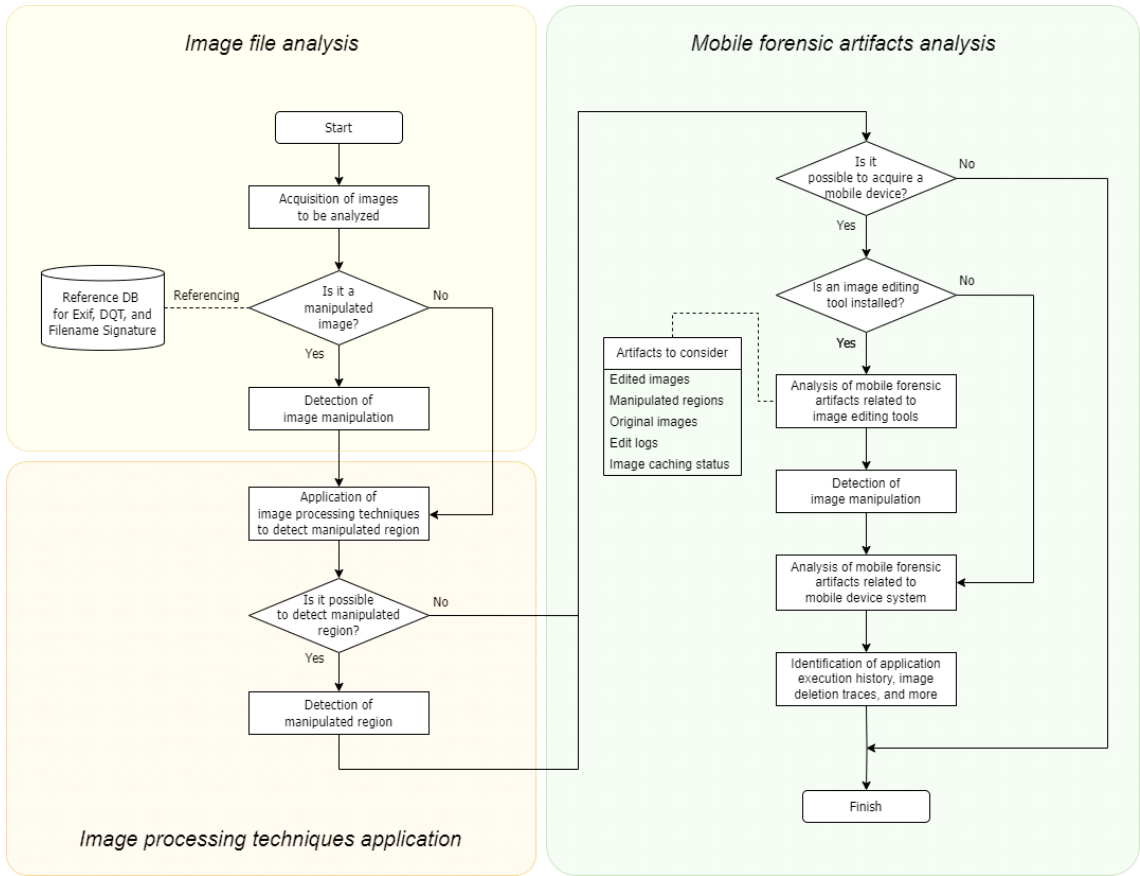 Image file analysis
Start
Acquisition of images
to be analyzed
Reference DB
for Exif, DQT, and
Filename Signature
Referencing
Is it a
manipulated
image?
No
Yes
Detection of
image manipulation
Application of
image processing techniques
to detect manipulated region
Is it possible
to detect manipulated
region?
No
Yes
Detection of
manipulated region
Image processing techniques application
Mobile forensic artifacts analysis
Is it
possible to acquire a
mobile device?
No
Yes
Is an image editing
tool installed?
No
Yes
Artifacts to consider
Edited images
Manipulated regions
Original images
Edit logs
Image caching status
Analysis of mobile forensic
artifacts related to
image editing tools
Detection of
image manipulation
Analysis of mobile forensic
artifacts related to
mobile device system
Identification of application
execution history, image
deletion traces, and more
Finish